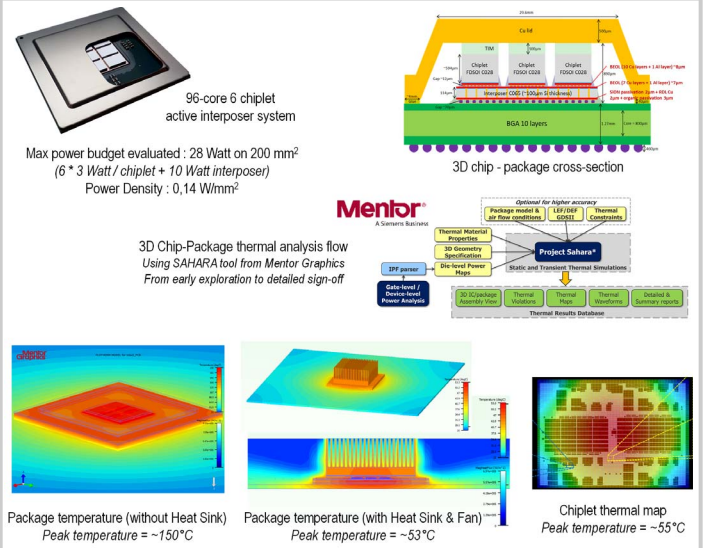 96-core 6 chiplet
active interposer system
Max power budget evaluated : 28 Watt on 200 mm²
(6 * 3 Watt / chiplet + 10 Watt interposer)
Power Density : 0,14 W/mm²
Cu lid
TIM
Chiplet
FDSOI C028
Chiplet
FDSOI C028
Chiplet
FDSOI C028
Interposer C065 (~100µm Si thickness)
BGA 10 layers
3D chip - package cross-section
Mentor®
A Siemens Business
3D Chip-Package thermal analysis flow
Using SAHARA tool from Mentor Graphics
From early exploration to detailed sign-off
Optional for higher accuracy
Package model &
air flow conditions
LEF/DEF
GDSII
Thermal
Constraints
Thermal Material
Properties
3D Geometry
Specification
Project Sahara*
IPF parser
Die-level Power
Maps
Static and Transient Thermal Simulations
Gate-level /
Device-level
Power Analysis
3D IC/package
Assembly View
Thermal
Violations
Thermal
Maps
Thermal
Waveforms
Detailed &
Summary reports
Thermal Results Database
Mentor
Graphics
Package temperature (without Heat Sink)
Peak temperature = ~150°C
Package temperature (with Heat Sink & Fan)
Peak temperature = ~53°C
Chiplet thermal map
Peak temperature = ~55°C